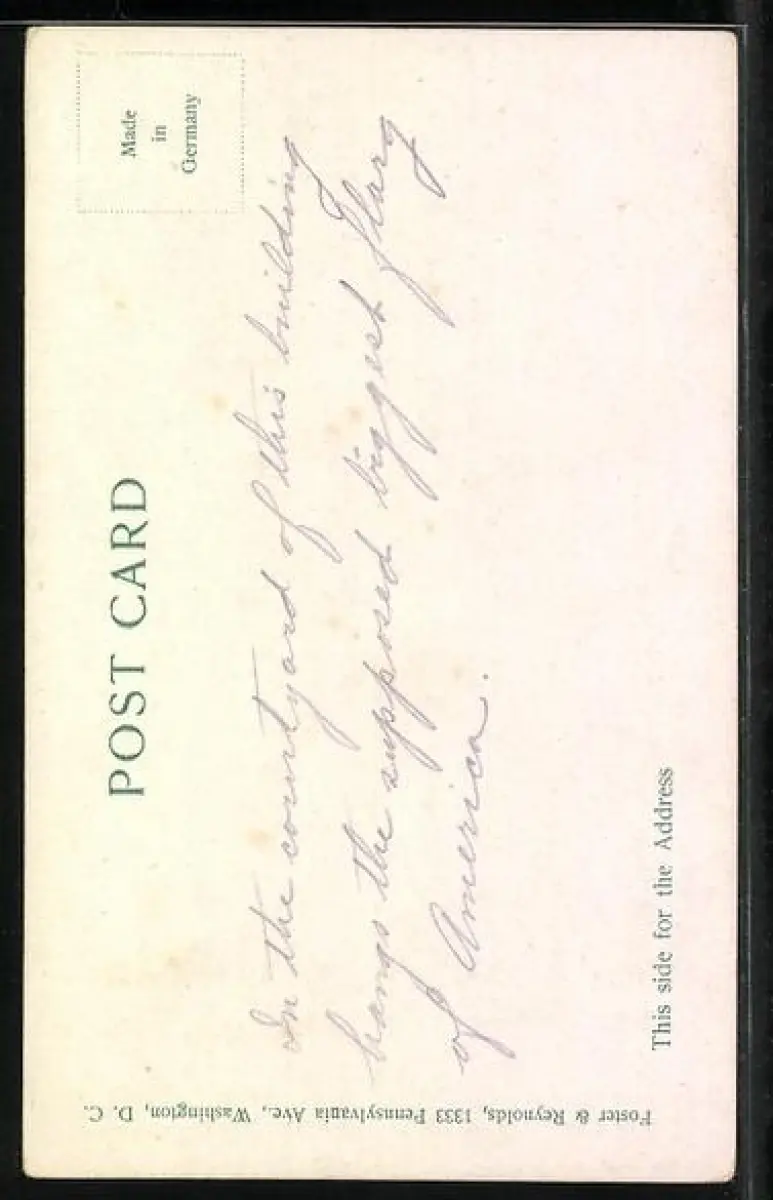 POST CARD
Made
in
Germany
In the courtyard of this building
hangs the supposed biggest flag
of America.
This side for the Address
Foster & Reynolds, 1333 Pennsylvania Ave., Washington, D. C.